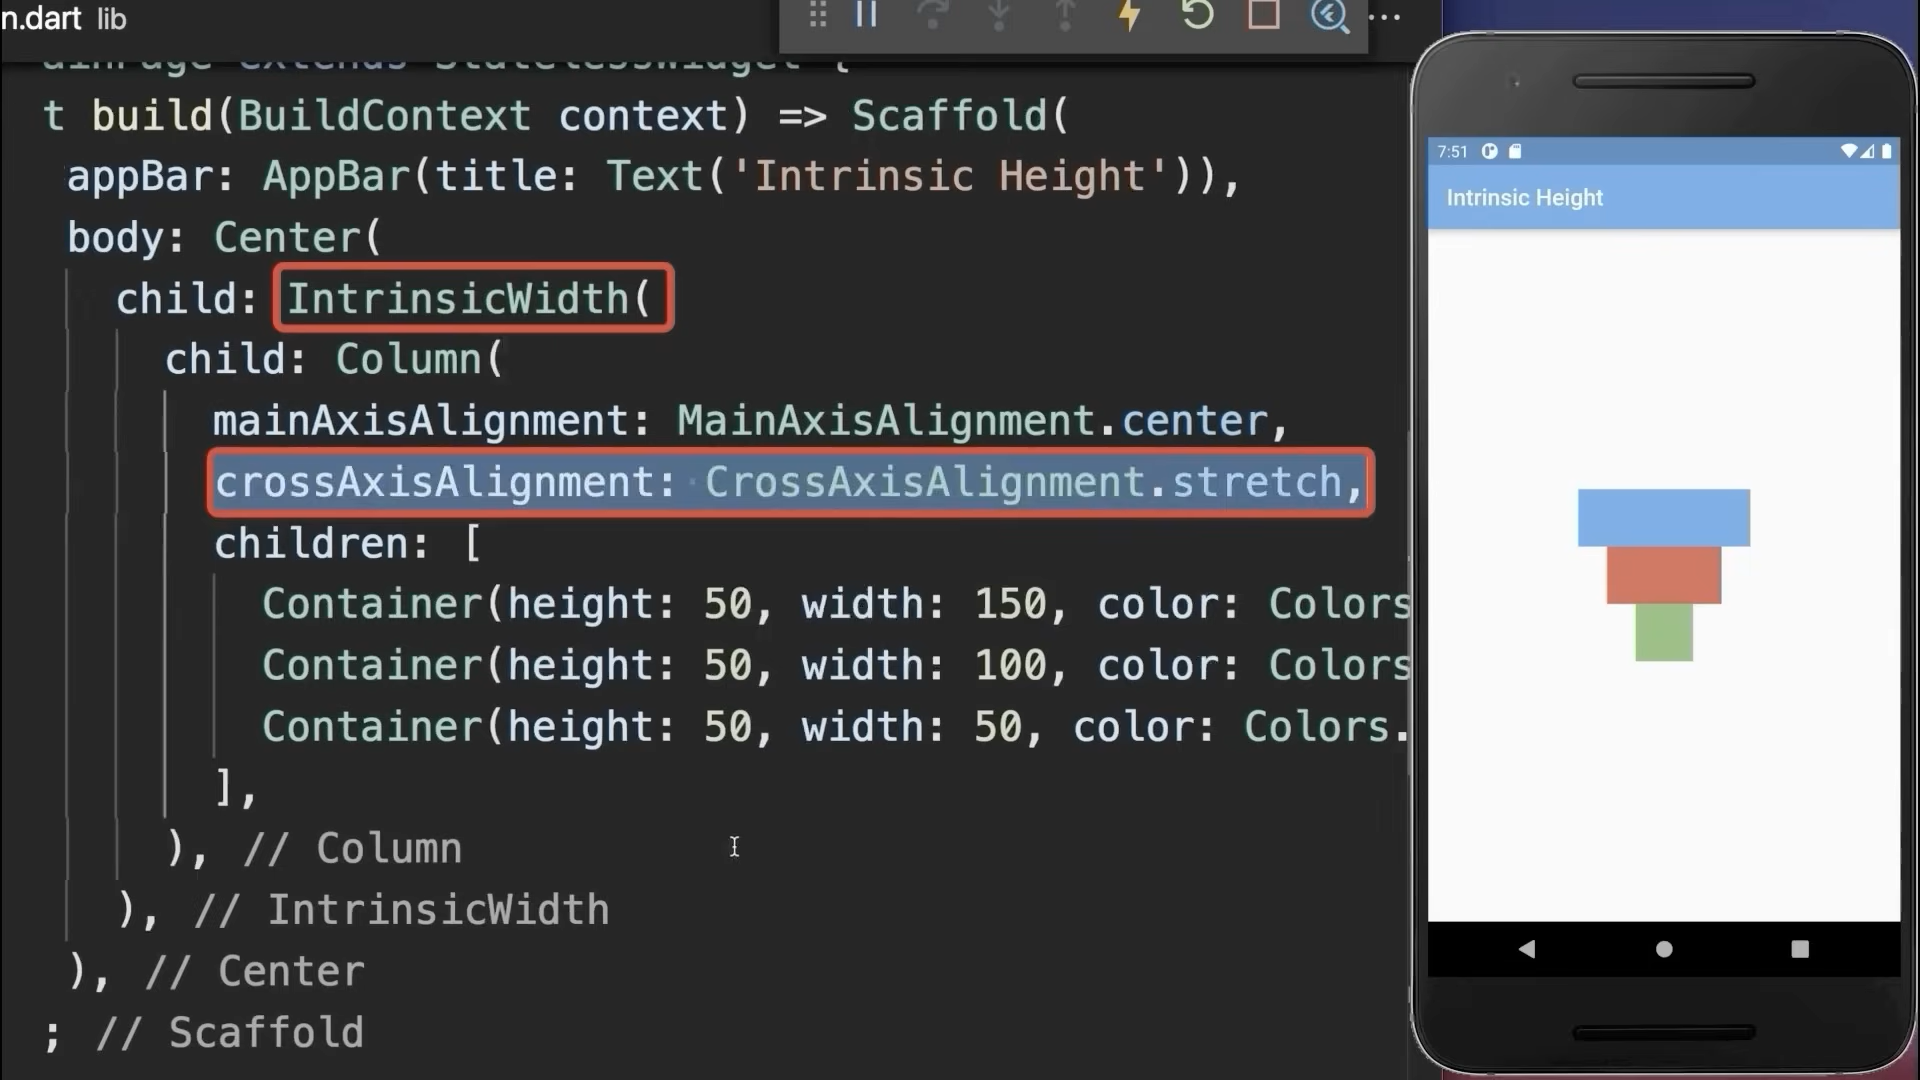 n.dart lib
extends StatelessWidget {
t build(BuildContext context) => Scaffold(
appBar: AppBar(title: Text('Intrinsic Height')),
body: Center(
child: IntrinsicWidth(
child: Column(
mainAxisAlignment: MainAxisAlignment.center,
crossAxisAlignment: CrossAxisAlignment.stretch,
children: [
Container(height: 50, width: 150, color: Colors
Container(height: 50, width: 100, color: Colors
Container(height: 50, width: 50, color: Colors.
],
), // Column
), // IntrinsicWidth
), // Center
; // Scaffold
7:51
Intrinsic Height